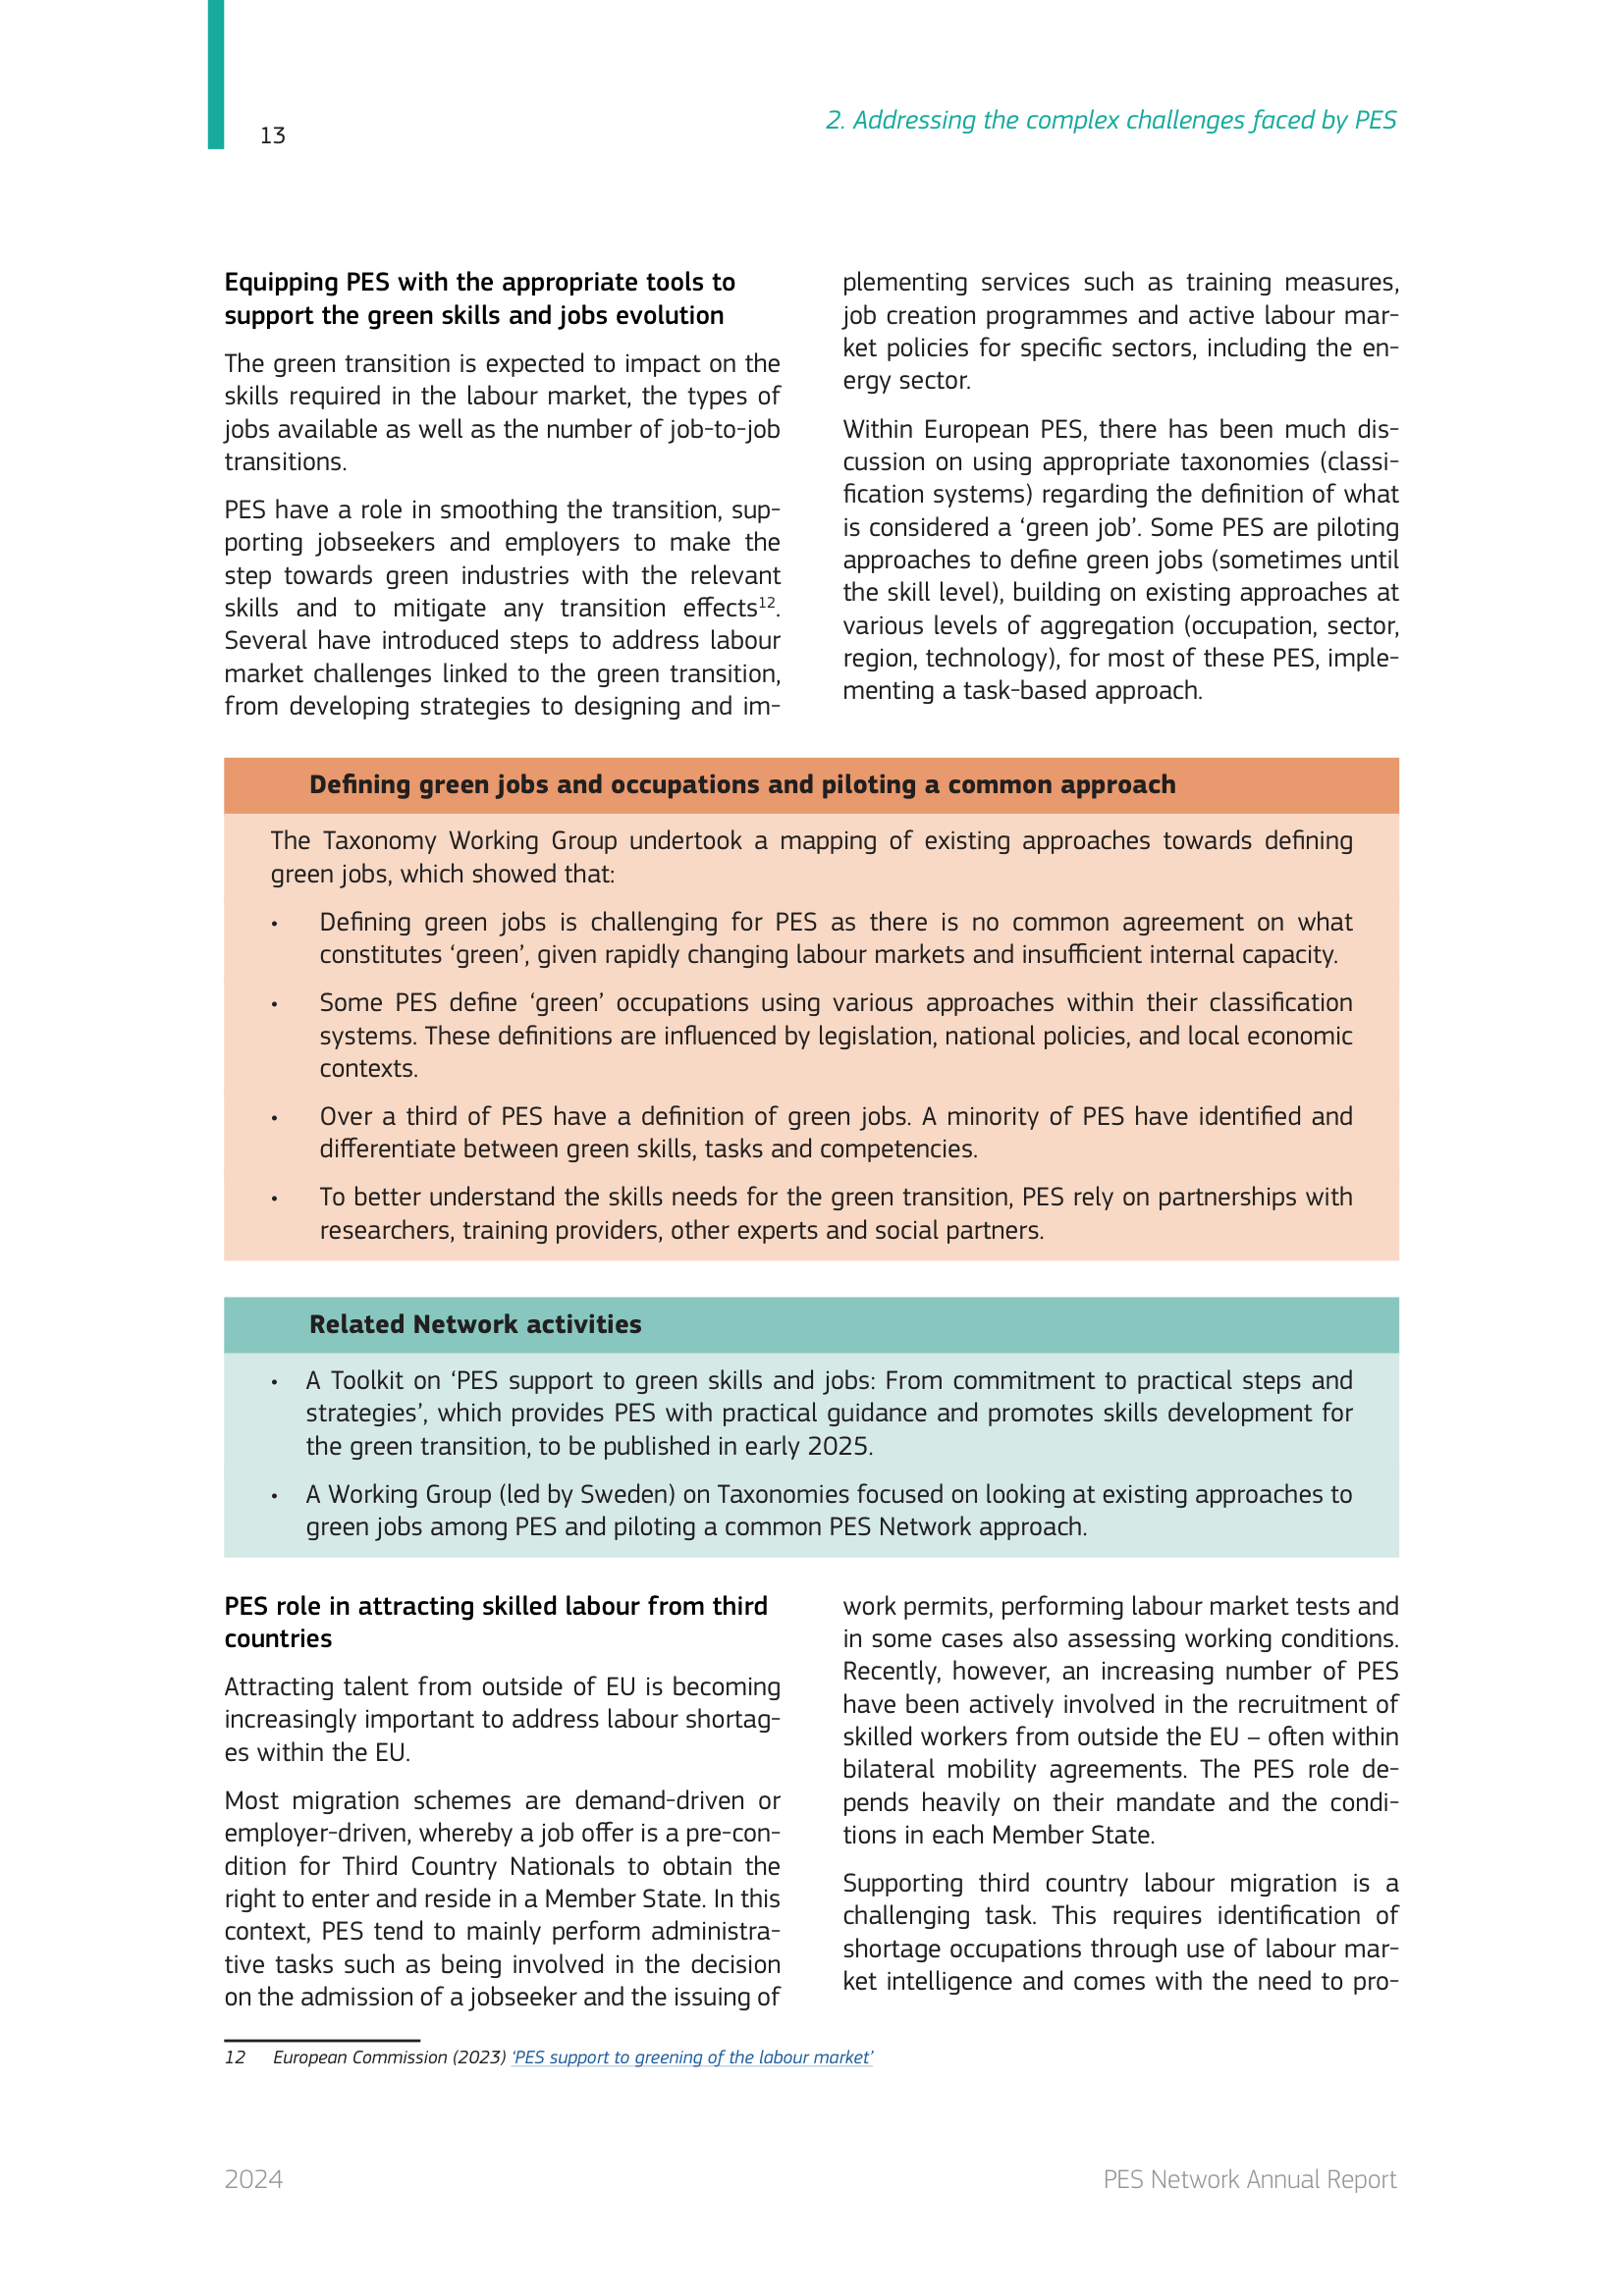 13
2. Addressing the complex challenges faced by PES
Equipping PES with the appropriate tools to
support the green skills and jobs evolution
The green transition is expected to impact on the
skills required in the labour market, the types of
jobs available as well as the number of job-to-job
transitions.
PES have a role in smoothing the transition, sup-
porting jobseekers and employers to make the
step towards green industries with the relevant
skills and to mitigate any transition effects12.
Several have introduced steps to address labour
market challenges linked to the green transition,
from developing strategies to designing and im-
plementing services such as training measures,
job creation programmes and active labour mar-
ket policies for specific sectors, including the en-
ergy sector.
Within European PES, there has been much dis-
cussion on using appropriate taxonomies (classi-
fication systems) regarding the definition of what
is considered a ‘green job’. Some PES are piloting
approaches to define green jobs (sometimes until
the skill level), building on existing approaches at
various levels of aggregation (occupation, sector,
region, technology), for most of these PES, imple-
menting a task-based approach.
Defining green jobs and occupations and piloting a common approach
The Taxonomy Working Group undertook a mapping of existing approaches towards defining
green jobs, which showed that:
• Defining green jobs is challenging for PES as there is no common agreement on what
constitutes ‘green’, given rapidly changing labour markets and insufficient internal capacity.
• Some PES define ‘green’ occupations using various approaches within their classification
systems. These definitions are influenced by legislation, national policies, and local economic
contexts.
• Over a third of PES have a definition of green jobs. A minority of PES have identified and
differentiate between green skills, tasks and competencies.
• To better understand the skills needs for the green transition, PES rely on partnerships with
researchers, training providers, other experts and social partners.
Related Network activities
• A Toolkit on ‘PES support to green skills and jobs: From commitment to practical steps and
strategies’, which provides PES with practical guidance and promotes skills development for
the green transition, to be published in early 2025.
• A Working Group (led by Sweden) on Taxonomies focused on looking at existing approaches to
green jobs among PES and piloting a common PES Network approach.
PES role in attracting skilled labour from third
countries
Attracting talent from outside of EU is becoming
increasingly important to address labour shortag-
es within the EU.
Most migration schemes are demand-driven or
employer-driven, whereby a job offer is a pre-con-
dition for Third Country Nationals to obtain the
right to enter and reside in a Member State. In this
context, PES tend to mainly perform administra-
tive tasks such as being involved in the decision
on the admission of a jobseeker and the issuing of
work permits, performing labour market tests and
in some cases also assessing working conditions.
Recently, however, an increasing number of PES
have been actively involved in the recruitment of
skilled workers from outside the EU – often within
bilateral mobility agreements. The PES role de-
pends heavily on their mandate and the condi-
tions in each Member State.
Supporting third country labour migration is a
challenging task. This requires identification of
shortage occupations through use of labour mar-
ket intelligence and comes with the need to pro-
12 European Commission (2023) ‘PES support to greening of the labour market’
2024
PES Network Annual Report